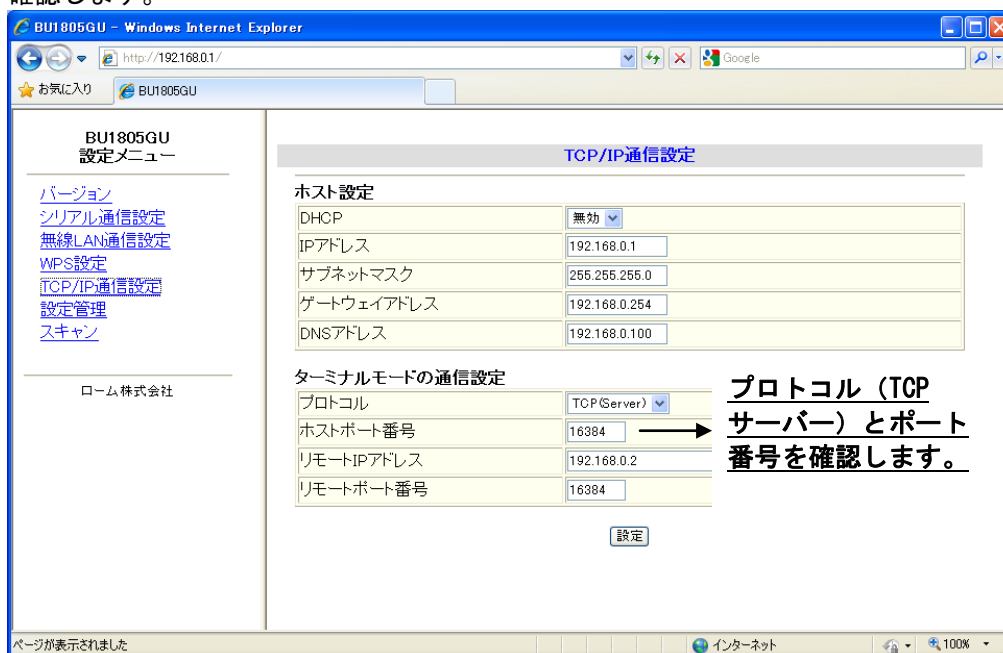 確認します。
BU1805GU - Windows Internet Explorer
http://192.168.0.1/
Google
お気に入り
BU1805GU
BU1805GU
設定メニュー
バージョン
シリアル通信設定
無線LAN通信設定
WPS設定
TCP/IP通信設定
設定管理
スキャン
ローム株式会社
TCP/IP通信設定
ホスト設定
DHCP 無効
IPアドレス 192.168.0.1
サブネットマスク 255.255.255.0
ゲートウェイアドレス 192.168.0.254
DNSアドレス 192.168.0.100
ターミナルモードの通信設定
プロトコル TCP(Server)
ホストポート番号 16384
リモートIPアドレス 192.168.0.2
リモートポート番号 16384
設定
プロトコル（TCP
サーバー）とポート
番号を確認します。
ページが表示されました
インターネット
100%